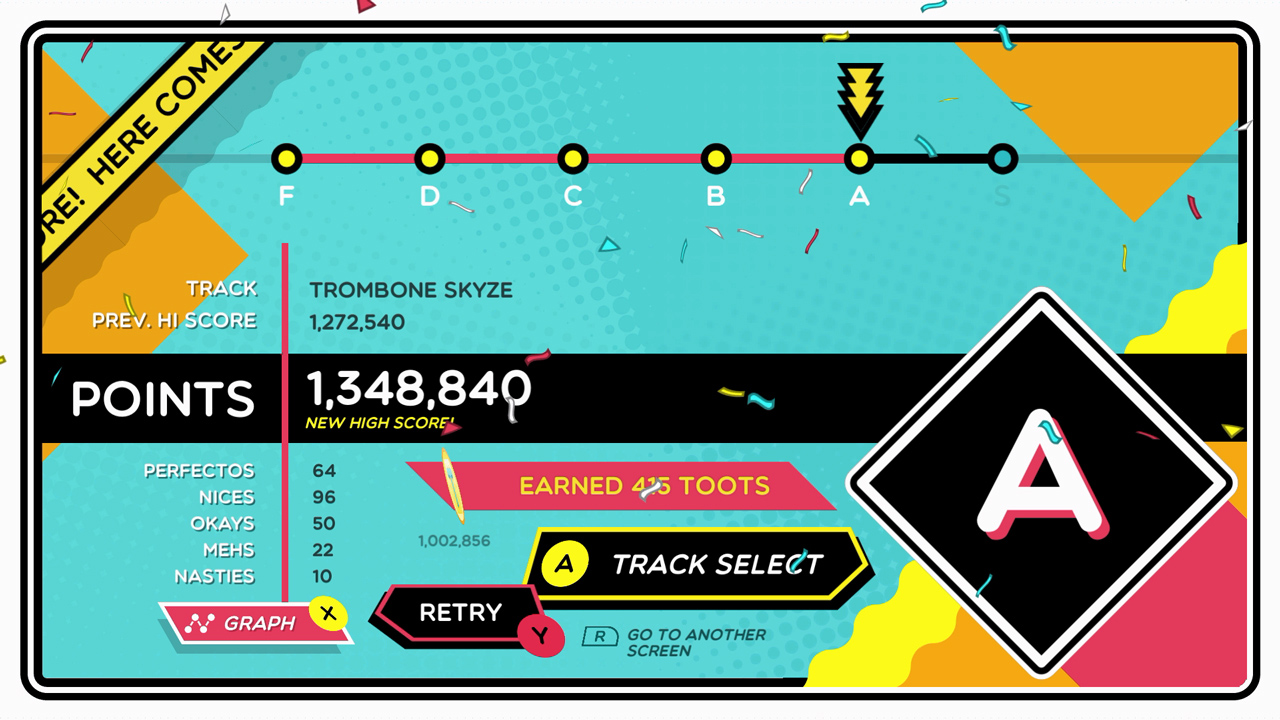 RE! HERE COMES
F D C B A S
TRACK TROMBONE SKYZE
PREV. HI SCORE 1,272,540
POINTS 1,348,840
NEW HIGH SCORE!
PERFECTOS 64
NICES 96
OKAYS 50
MEHS 22
NASTIES 10
EARNED 415 TOOTS
1,002,856
A TRACK SELECT
GRAPH X
RETRY Y
R GO TO ANOTHER
SCREEN
A